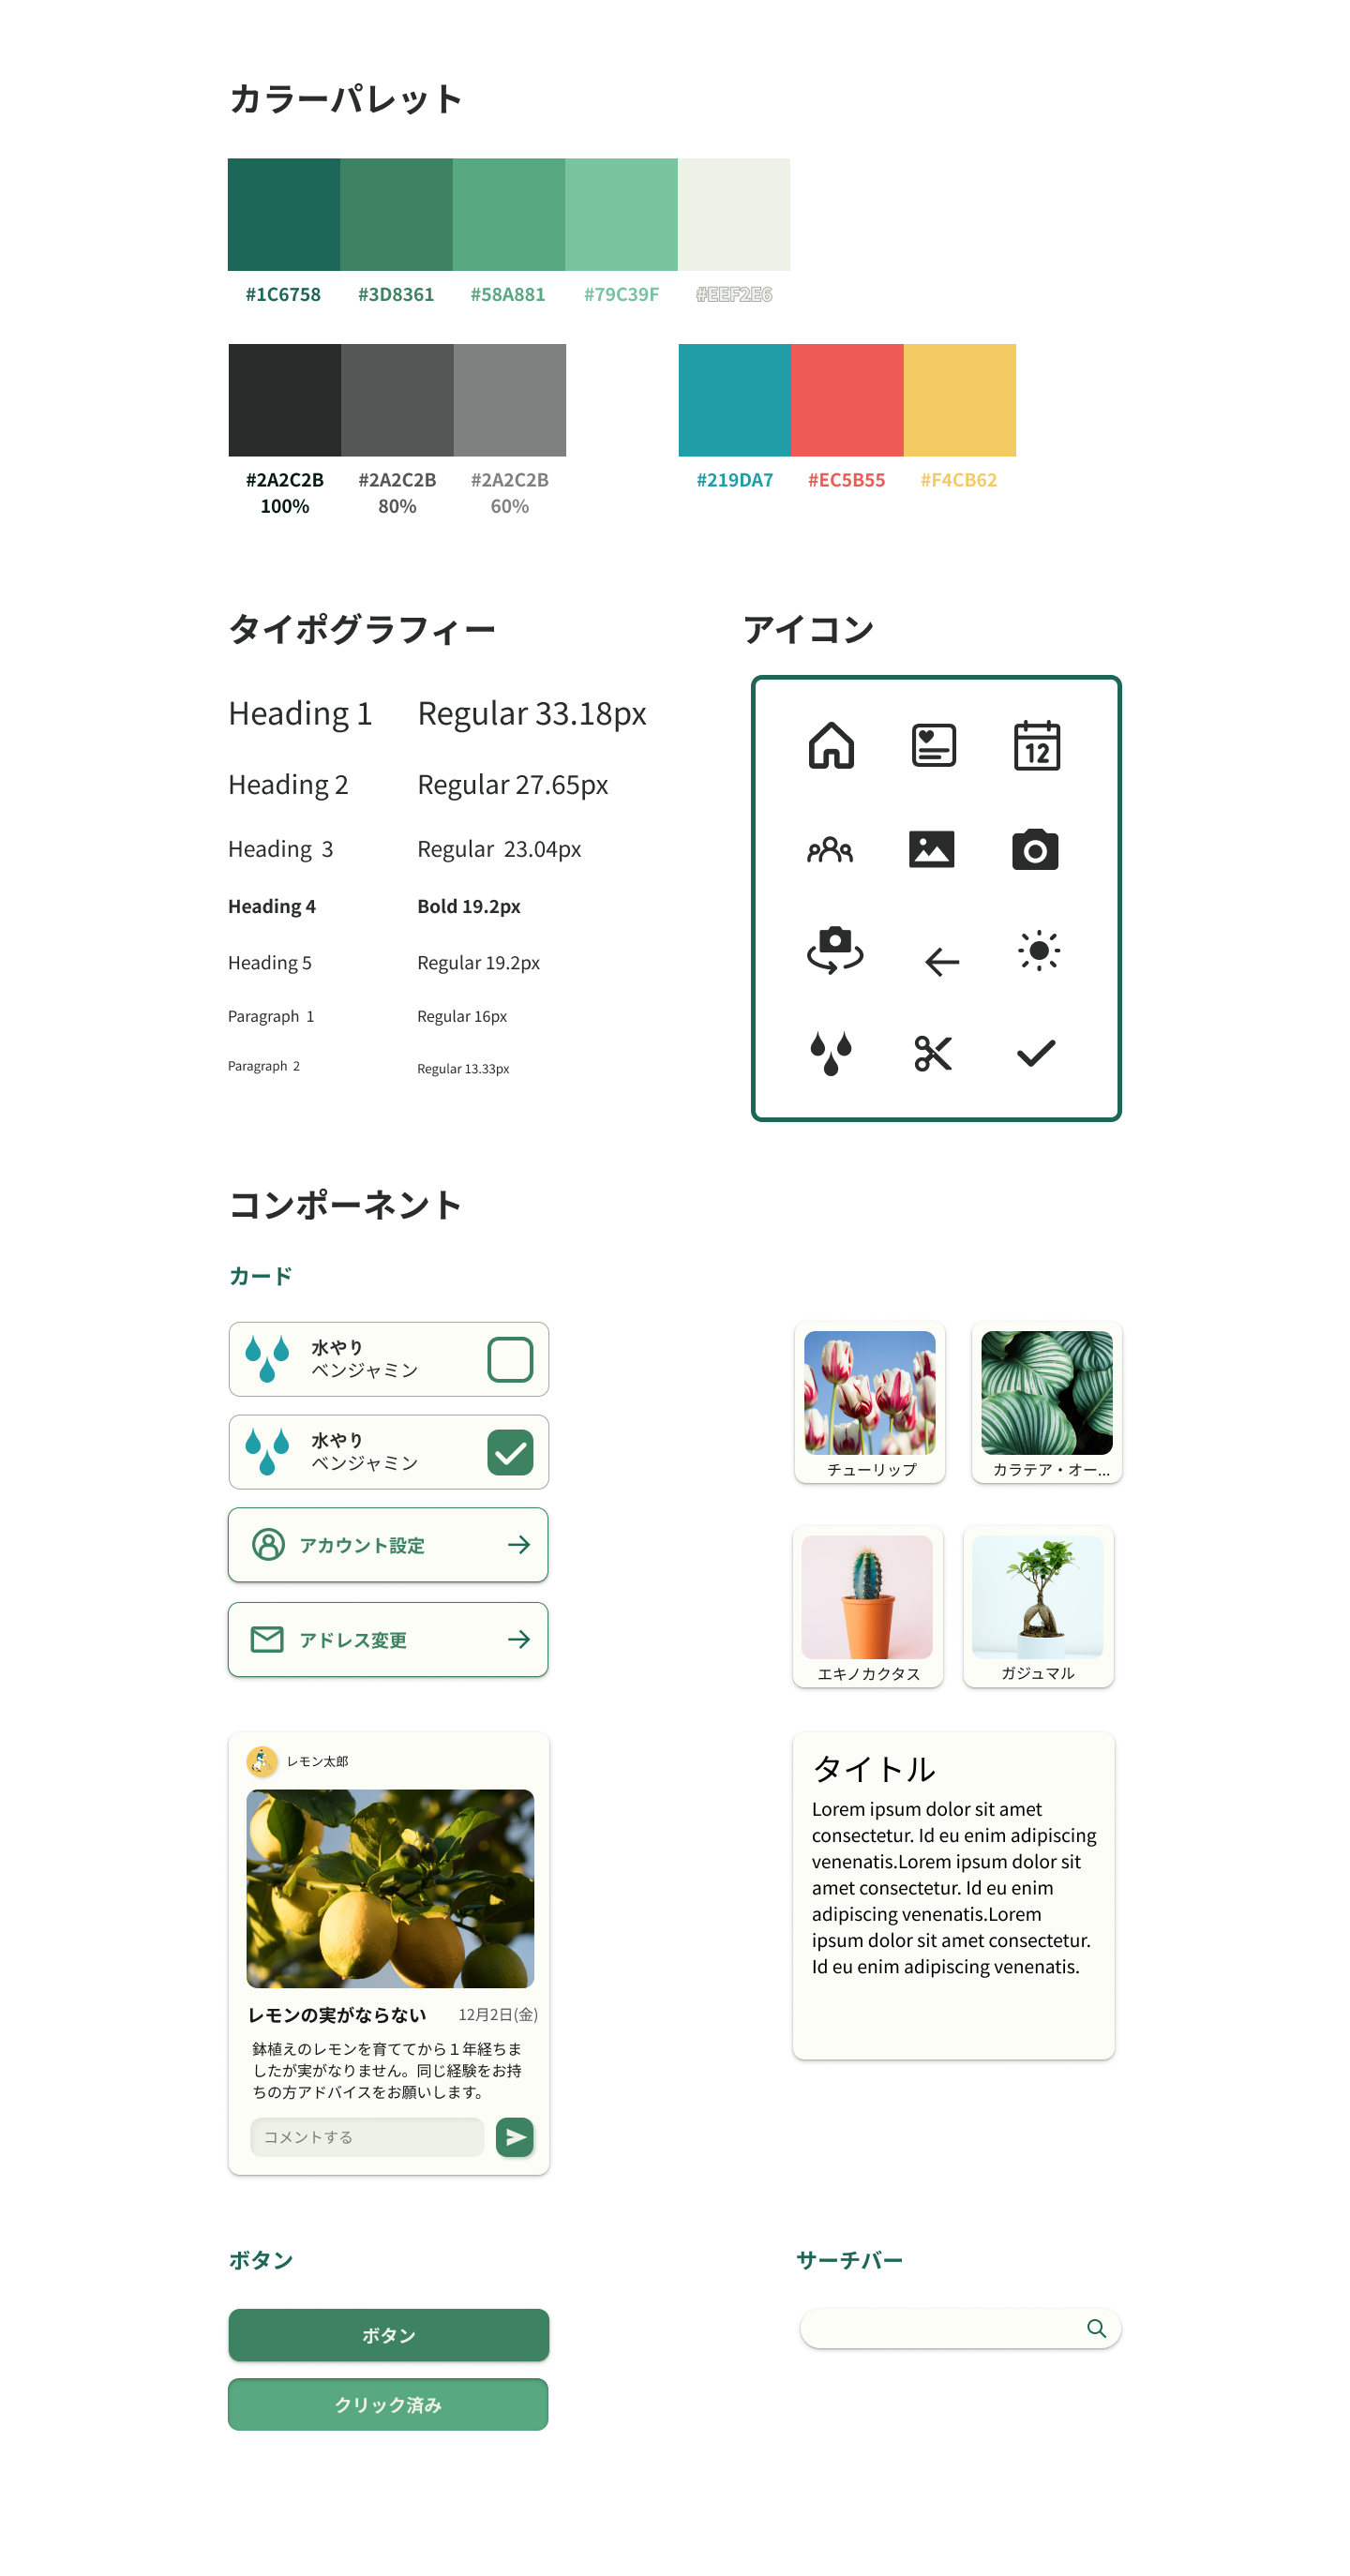 カラーパレット
#1C6758 #3D8361 #58A881 #79C39F #EEF2E6
#2A2C2B #2A2C2B #2A2C2B #219DA7 #EC5B55 #F4CB62
100% 80% 60%
タイポグラフィー
Heading 1 Regular 33.18px
Heading 2 Regular 27.65px
Heading 3 Regular 23.04px
Heading 4 Bold 19.2px
Heading 5 Regular 19.2px
Paragraph 1 Regular 16px
Paragraph 2 Regular 13.33px
アイコン
12
コンポーネント
カード
水やり
ベンジャミン
水やり
ベンジャミン
アカウント設定
アドレス変更
チューリップ
カラテア・オー...
エキノカクタス
ガジュマル
レモン太郎
レモンの実がならない 12月2日(金)
鉢植えのレモンを育ててから１年経ちま
したが実がなりません。同じ経験をお持
ちの方アドバイスをお願いします。
コメントする
タイトル
Lorem ipsum dolor sit amet
consectetur. Id eu enim adipiscing
venenatis.Lorem ipsum dolor sit
amet consectetur. Id eu enim
adipiscing venenatis.Lorem
ipsum dolor sit amet consectetur.
Id eu enim adipiscing venenatis.
ボタン
ボタン
クリック済み
サーチバー